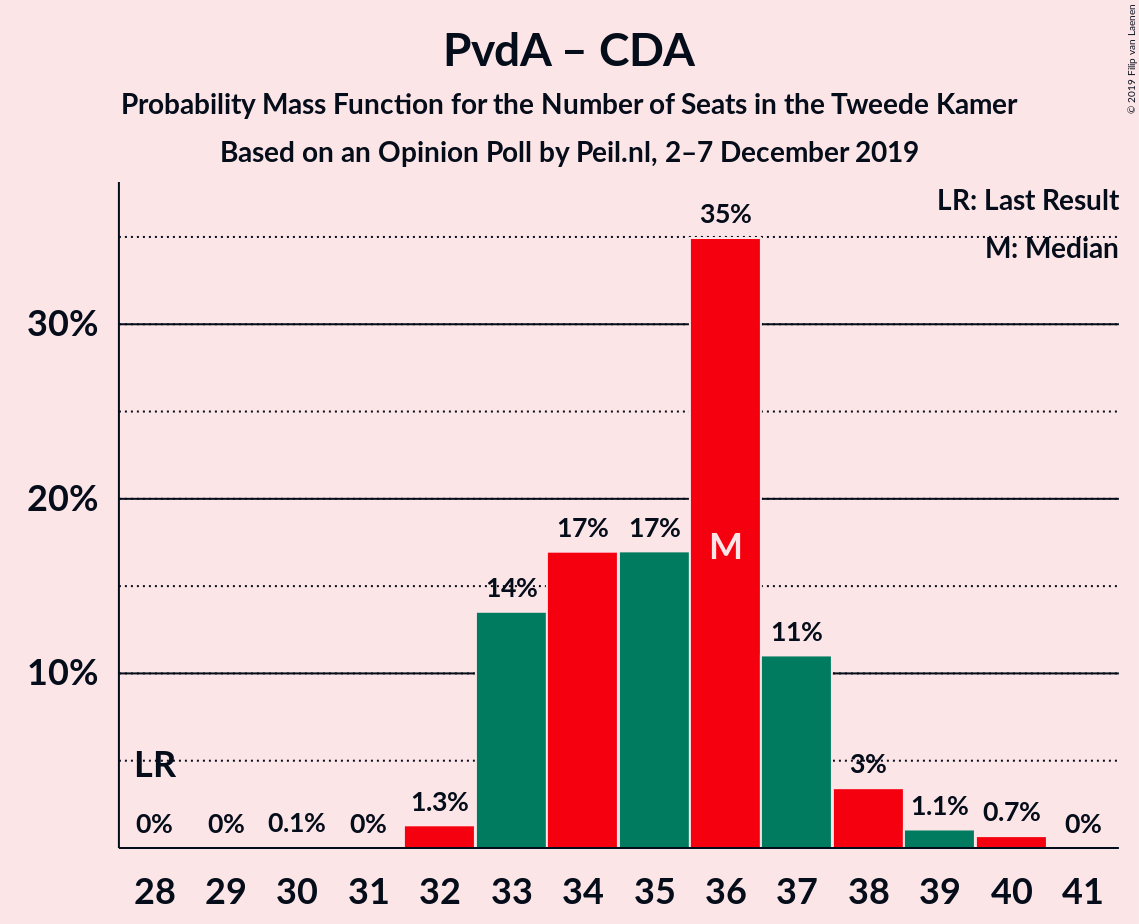 PvdA – CDA
Probability Mass Function for the Number of Seats in the Tweede Kamer
Based on an Opinion Poll by Peil.nl, 2–7 December 2019
© 2019 Filip van Laenen
LR: Last Result
M: Median
35%
30%
20%
17% 17%
M
14%
11%
10%
LR
3%
1.3% 1.1%
0% 0% 0.1% 0% 0.7% 0%
28 29 30 31 32 33 34 35 36 37 38 39 40 41